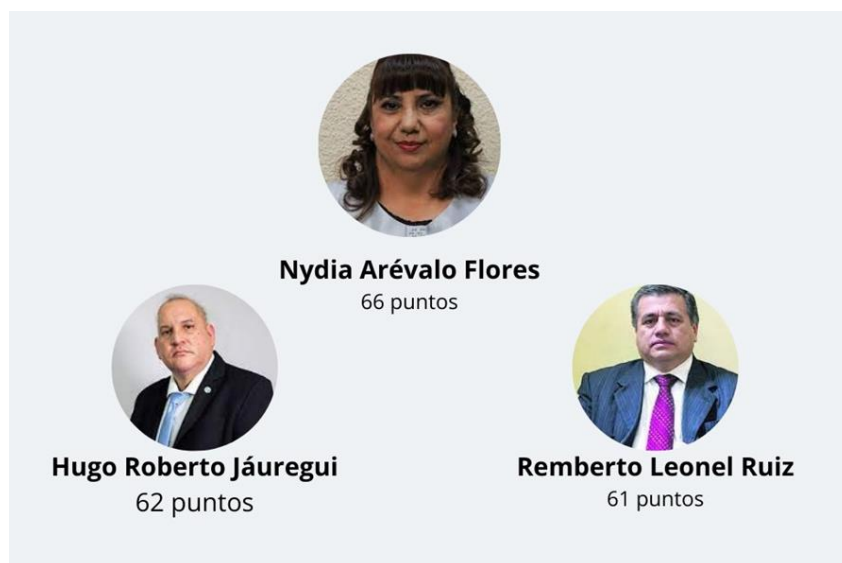 Nydia Arévalo Flores
66 puntos
Hugo Roberto Jáuregui
62 puntos
Remberto Leonel Ruiz
61 puntos